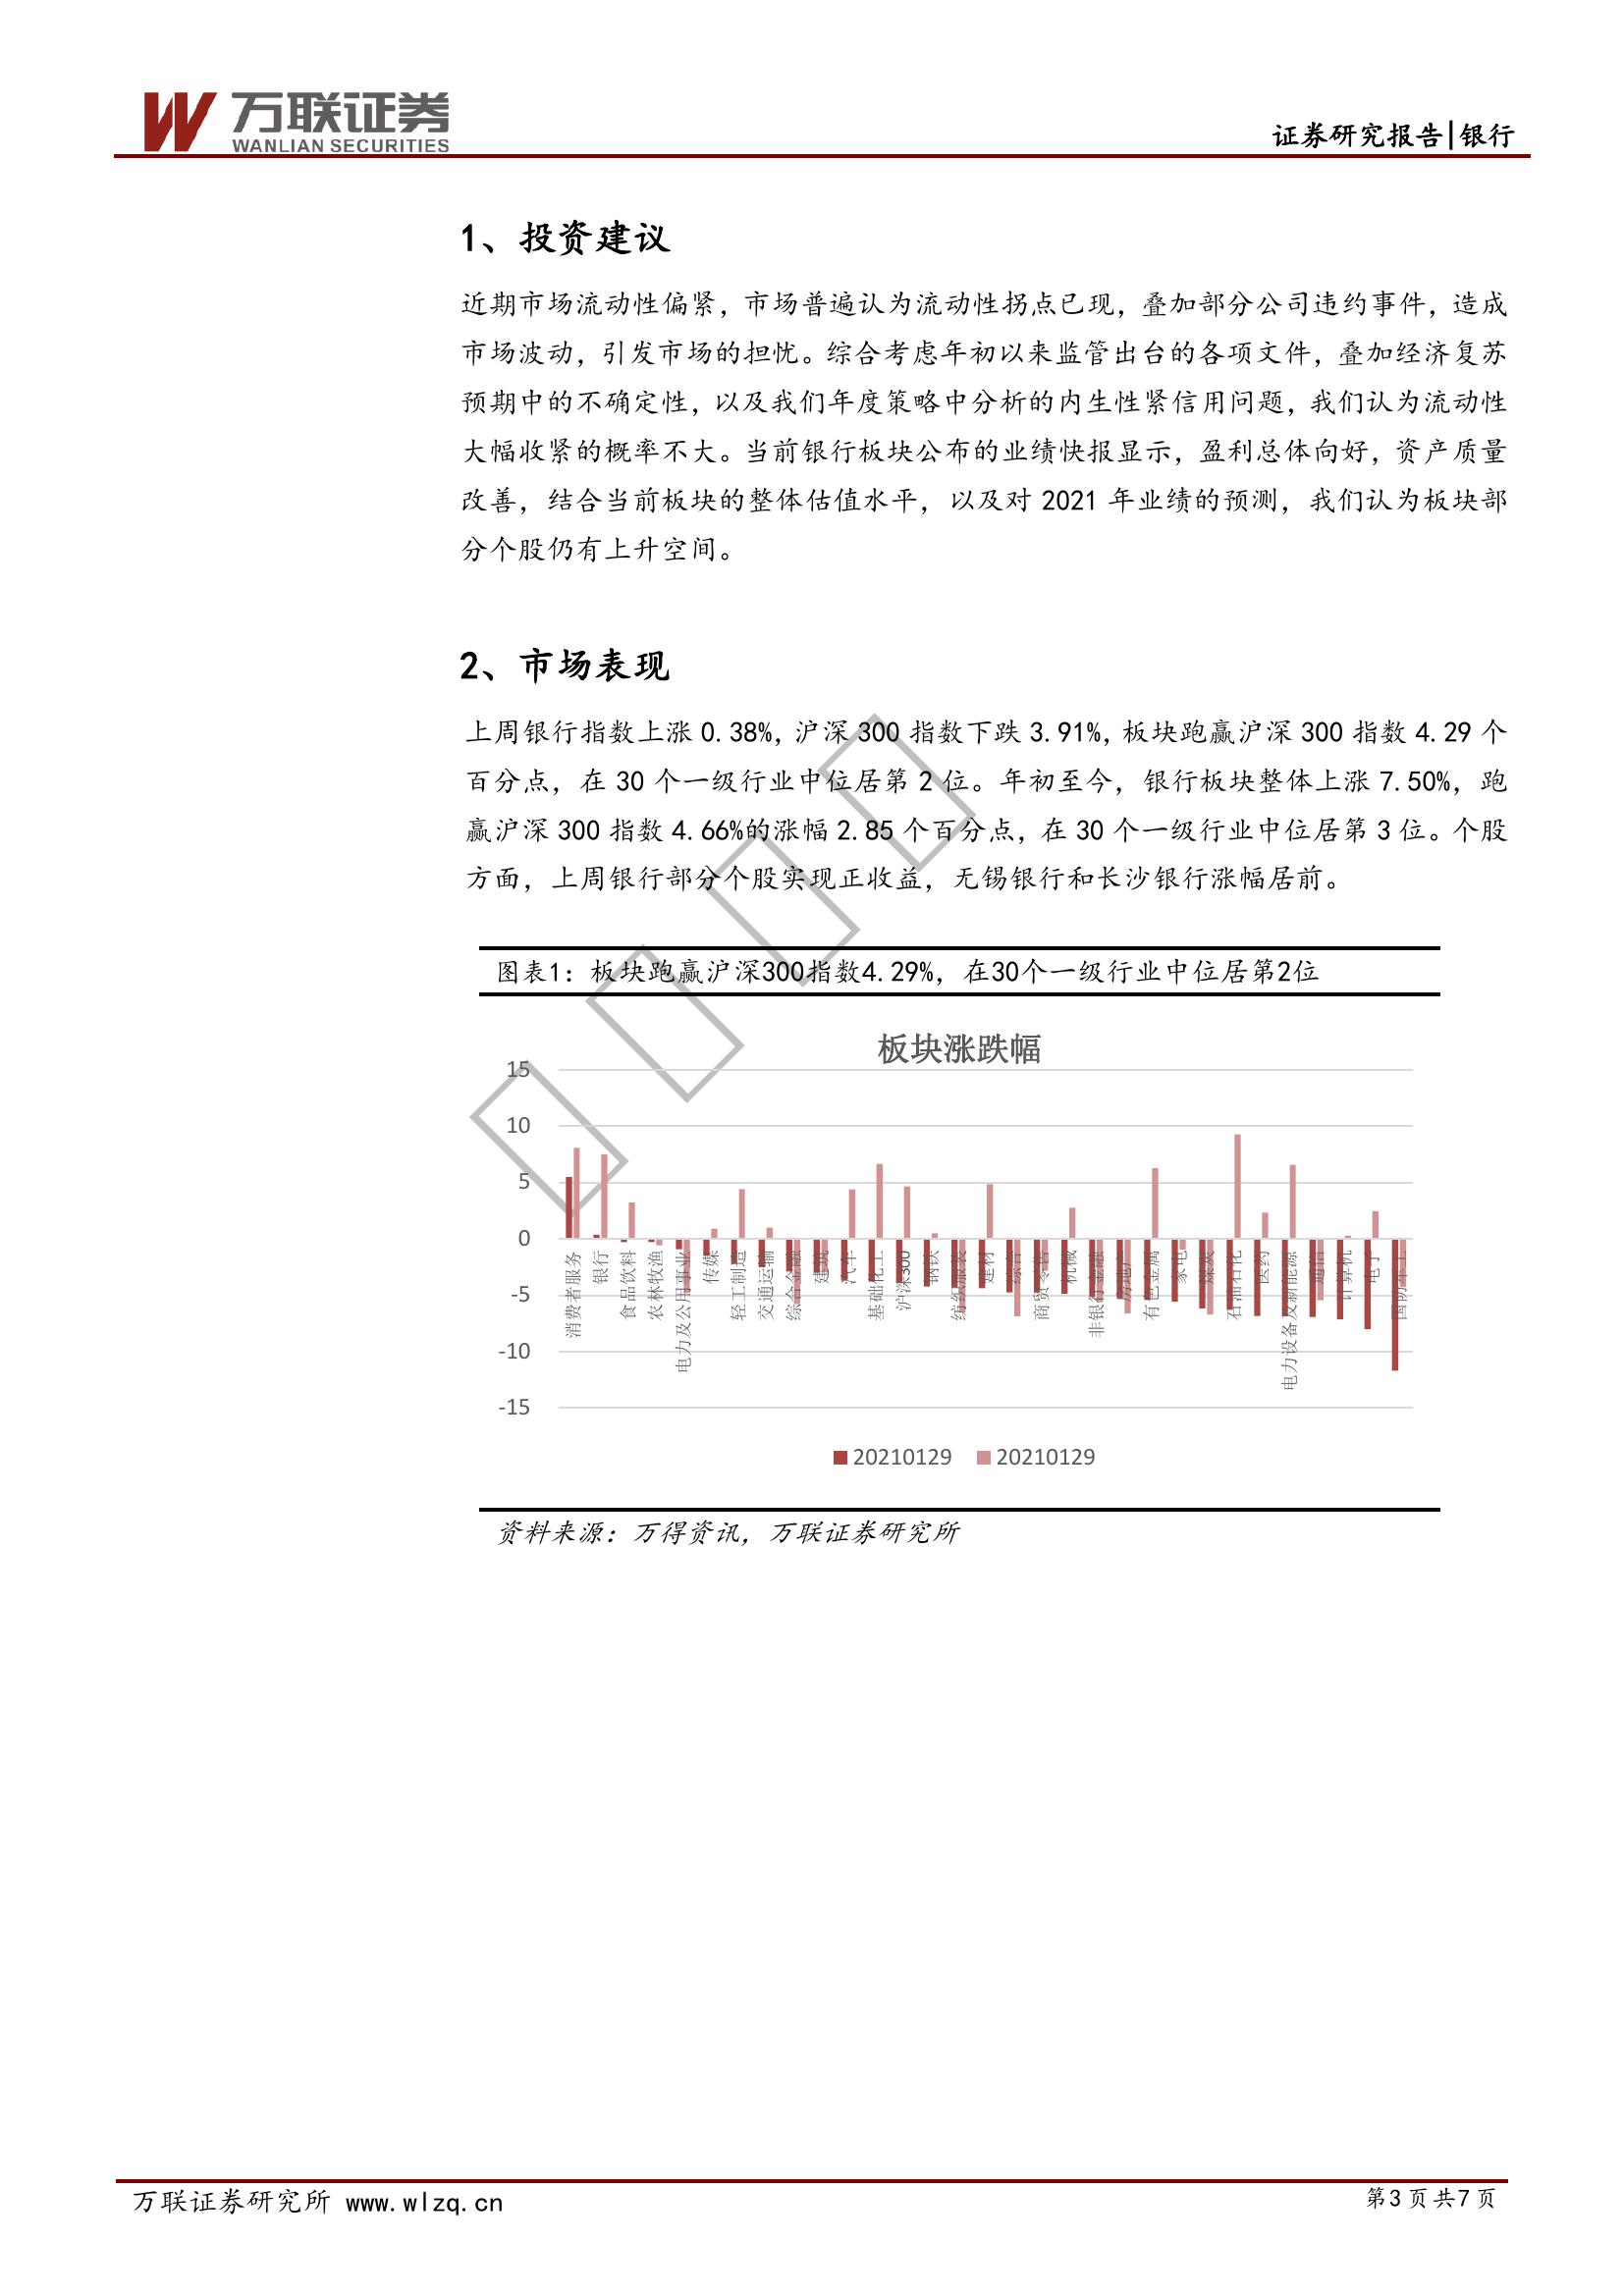 万联证券
WANLIAN SECURITIES
证券研究报告|银行
1、投资建议
近期市场流动性偏紧，市场普遍认为流动性拐点已现，叠加部分公司违约事件，造成
市场波动，引发市场的担忧。综合考虑年初以来监管出台的各项文件，叠加经济复苏
预期中的不确定性，以及我们年度策略中分析的内生性紧信用问题，我们认为流动性
大幅收紧的概率不大。当前银行板块公布的业绩快报显示，盈利总体向好，资产质量
改善，结合当前板块的整体估值水平，以及对 2021 年业绩的预测，我们认为板块部
分个股仍有上升空间。
2、市场表现
上周银行指数上涨 0.38%，沪深 300 指数下跌 3.91%，板块跑赢沪深 300 指数 4.29 个
百分点，在 30 个一级行业中位居第 2 位。年初至今，银行板块整体上涨 7.50%，跑
赢沪深 300 指数 4.66%的涨幅 2.85 个百分点，在 30 个一级行业中位居第 3 位。个股
方面，上周银行部分个股实现正收益，无锡银行和长沙银行涨幅居前。
图表1：板块跑赢沪深300指数4.29%，在30个一级行业中位居第2位
板块涨跌幅
15
10
5
0
-5
-10
-15
消费者服务
银行
食品饮料
农林牧渔
电力及公用事业
传媒
轻工制造
交通运输
综合金融
建筑
汽车
基础化工
沪深300
钢铁
纺织服装
建材
综合
商贸零售
机械
非银行金融
房地产
有色金属
家电
煤炭
石油石化
医药
电力设备及新能源
通信
计算机
电子
国防军工
20210129
20210129
资料来源：万得资讯，万联证券研究所
万联证券研究所 www.wlzq.cn
第 3 页 共 7 页